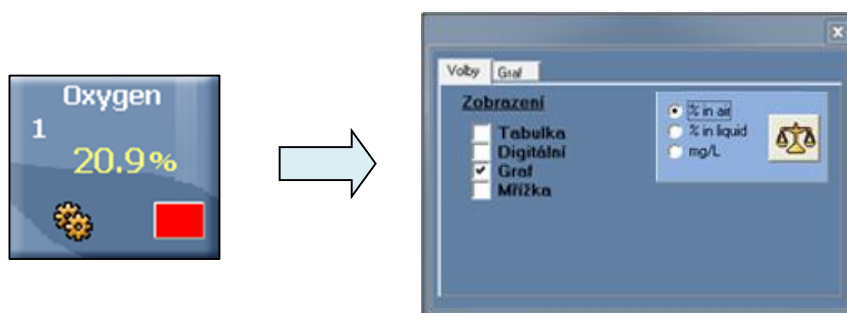 Oxygen
1
20.9%
Volby Graf
Zobrazení
Tabulka
Digitální
Graf
Mřížka
% in air
% in liquid
mg/L